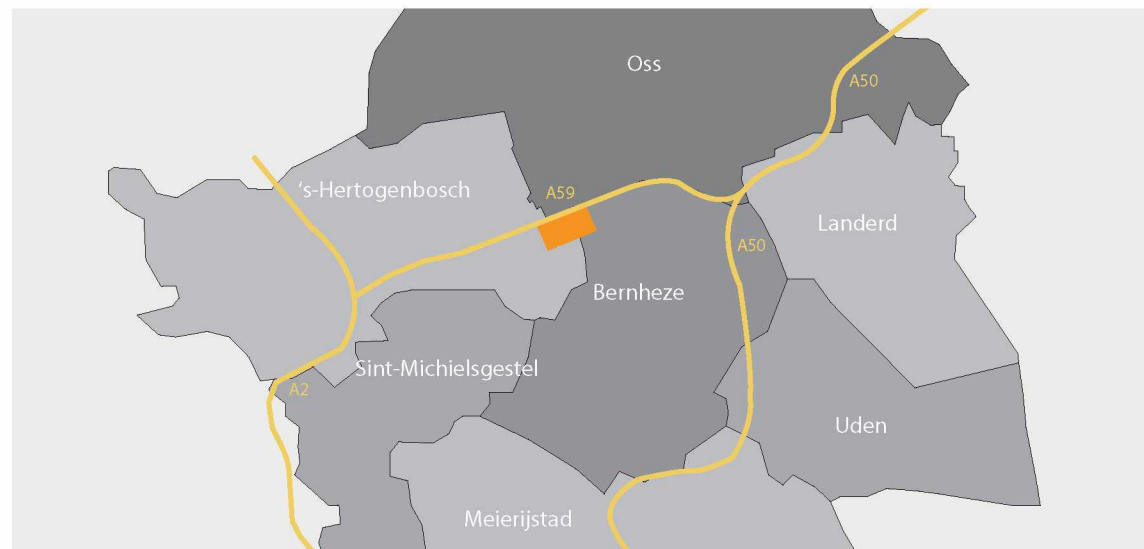 Oss
A50
's-Hertogenbosch
A59
Landerd
A50
Bernheze
Sint-Michielsgestel
A2
Uden
Meierijstad